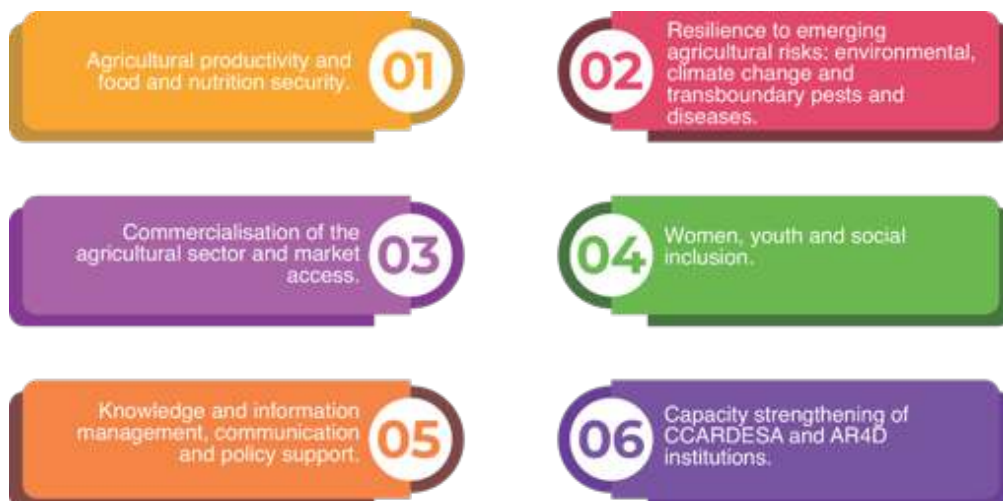 Agricultural productivity and
food and nutrition security.
01
02
Resilience to emerging
agricultural risks: environmental,
climate change and
transboundary pests and
diseases.
Commercialisation of the
agricultural sector and market
access.
03
04
Women, youth and social
inclusion.
Knowledge and information
management, communication
and policy support.
05
06
Capacity strengthening of
CCARDESA and AR4D
institutions.